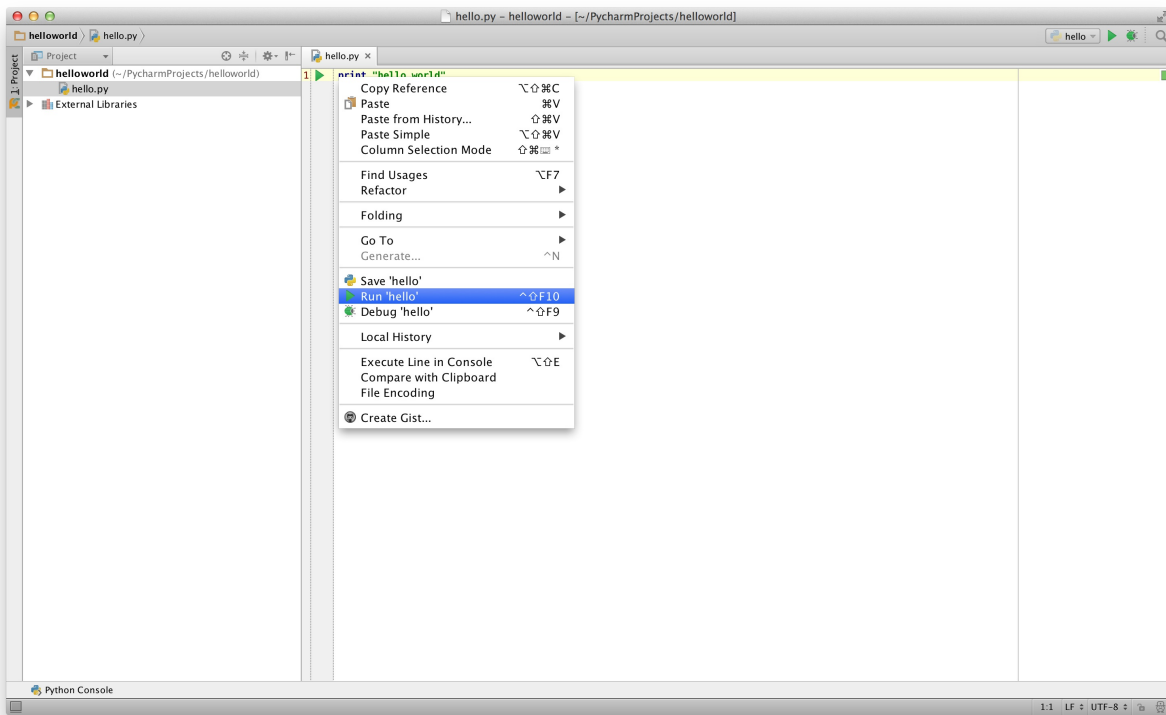 hello.py – helloworld – [~/PycharmProjects/helloworld]
helloworld hello.py hello
1: Project
Project
hello.py
helloworld (~/PycharmProjects/helloworld)
hello.py
External Libraries
1 print "hello world"
Copy Reference ⌥⇧⌘C
Paste ⌘V
Paste from History... ⇧⌘V
Paste Simple ⌥⇧⌘V
Column Selection Mode ⇧⌘⌨ *
Find Usages ⌥F7
Refactor
Folding
Go To
Generate... ^N
Save 'hello'
Run 'hello' ^⇧F10
Debug 'hello' ^⇧F9
Local History
Execute Line in Console ⌥⇧E
Compare with Clipboard
File Encoding
Create Gist...
Python Console
1:1 LF UTF-8